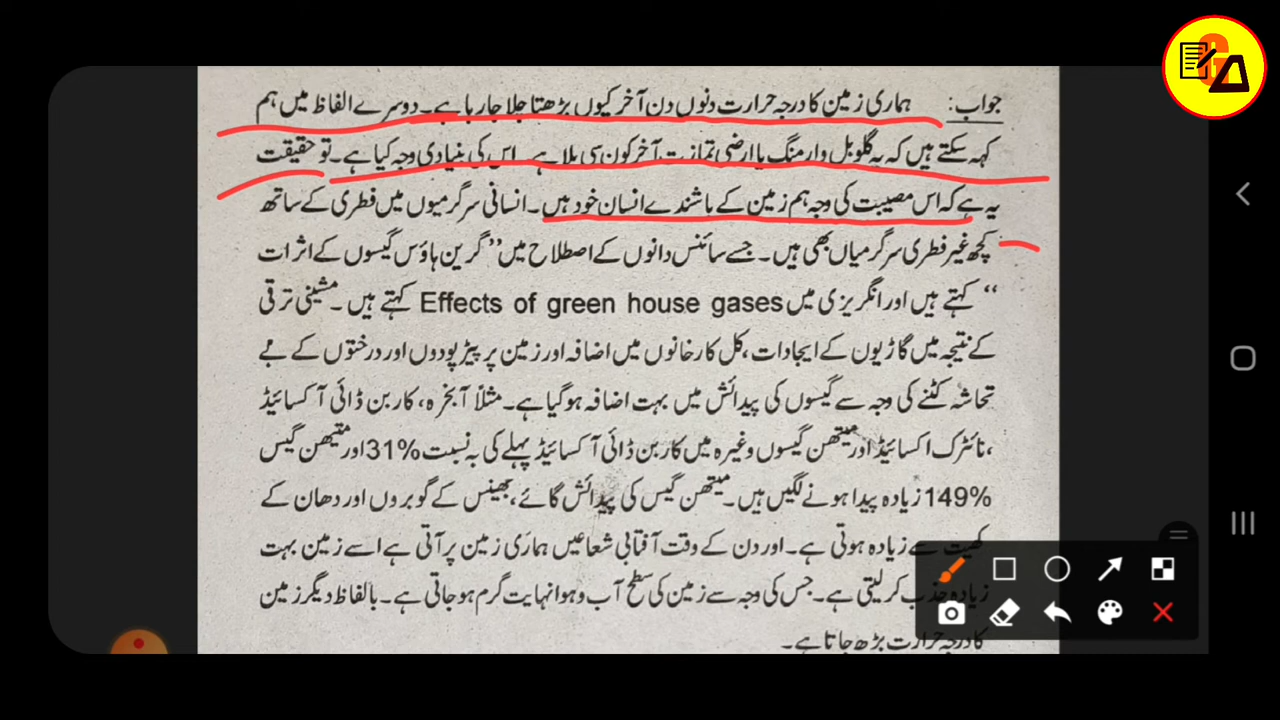 جواب: ہماری زمین کا درجہ حرارت دنوں دن آخر کیوں بڑھتا چلا جا رہا ہے۔ دوسرے الفاظ میں ہم
کہہ سکتے ہیں کہ یہ گلوبل وارمنگ یا ارضی تمازت آخر کون سی بلا ہے۔ اس کی بنیادی وجہ کیا ہے۔ تو حقیقت
یہ ہے کہ اس مصیبت کی وجہ ہم زمین کے باشندے انسان خود ہیں۔ انسانی سرگرمیوں میں فطری کے ساتھ
کچھ غیر فطری سرگرمیاں بھی ہیں۔ جسے سائنس دانوں کے اصطلاح میں ”گرین ہاؤس گیسوں کے اثرات
“ کہتے ہیں اور انگریزی میں Effects of green house gases کہتے ہیں۔ مشینی ترقی
کے نتیجہ میں گاڑیوں کے ایجادات، کل کارخانوں میں اضافہ اور زمین پر پیڑ پودوں اور درختوں کے بے
تحاشہ کٹنے کی وجہ سے گیسوں کی پیدائش میں بہت اضافہ ہو گیا ہے۔ مثلاً آبخرہ، کاربن ڈائی آکسائیڈ
، نائٹرک اکسائیڈ اور میتھن گیسوں وغیرہ میں کاربن ڈائی آکسائیڈ پہلے کی بہ نسبت 31% اور میتھن گیس
149% زیادہ پیدا ہونے لگیں ہیں۔ میتھن گیس کی پیدائش گائے، بھینس کے گوبروں اور دھان کے
کھیت سے زیادہ ہوتی ہے۔ اور دن کے وقت آفتابی شعاعیں ہماری زمین پر آتی ہے اسے زمین بہت
زیادہ جذب کر لیتی ہے۔ جس کی وجہ سے زمین کی سطح آب و ہوا نہایت گرم ہو جاتی ہے۔ بالفاظ دیگر زمین
کا درجہ حرارت بڑھ جاتا ہے۔